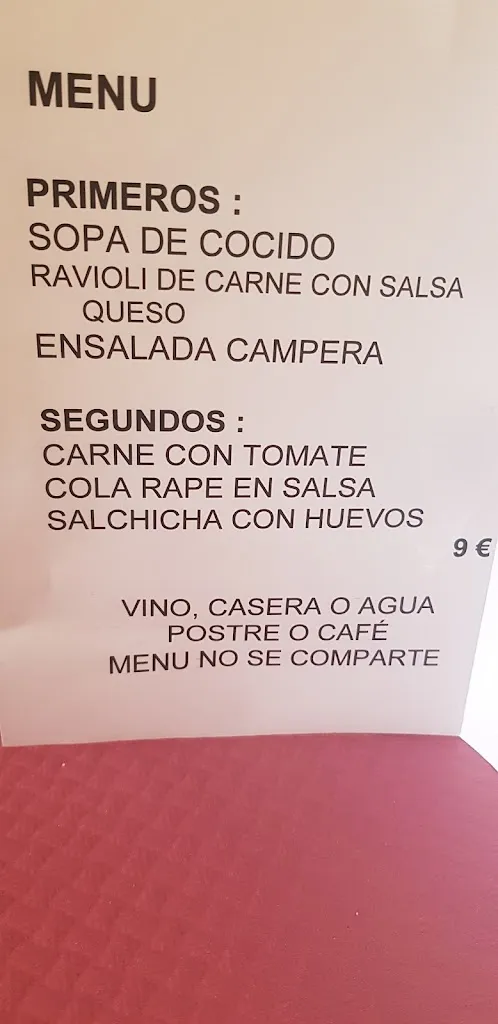 MENU
PRIMEROS :
SOPA DE COCIDO
RAVIOLI DE CARNE CON SALSA
QUESO
ENSALADA CAMPERA
SEGUNDOS :
CARNE CON TOMATE
COLA RAPE EN SALSA
SALCHICHA CON HUEVOS
9 €
VINO, CASERA O AGUA
POSTRE O CAFÉ
MENU NO SE COMPARTE